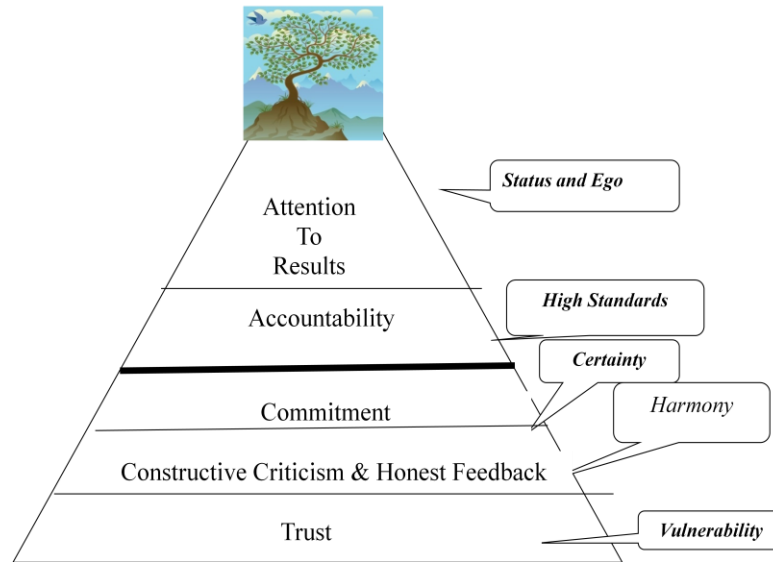 Status and Ego
Attention
To
Results
High Standards
Accountability
Certainty
Harmony
Commitment
Constructive Criticism & Honest Feedback
Trust
Vulnerability